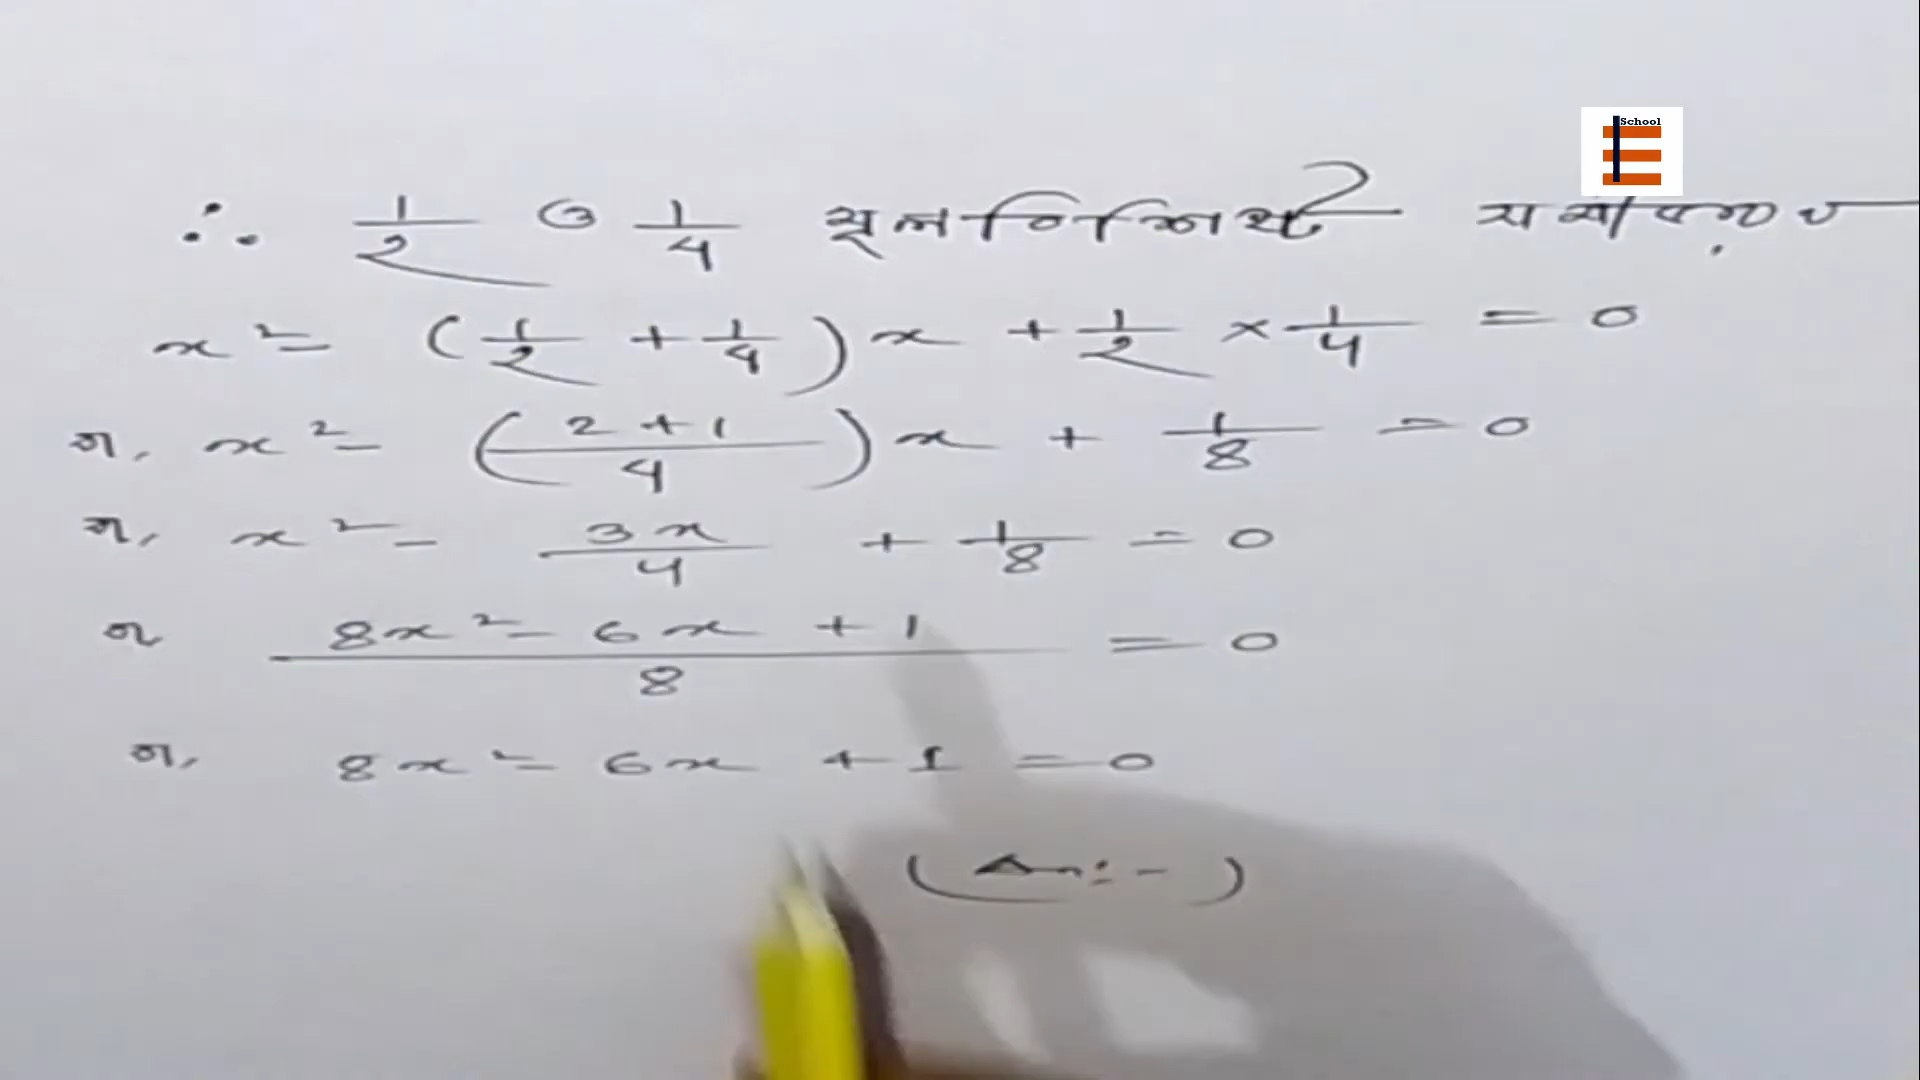 School
∴ 1/2 ও 1/4 মূলবিশিষ্ট সমীকরণ
x² - (1/2 + 1/4)x + 1/2 × 1/4 = 0
বা, x² - ((2+1)/4)x + 1/8 = 0
বা, x² - 3x/4 + 1/8 = 0
বা (8x² - 6x + 1)/8 = 0
বা, 8x² - 6x + 1 = 0
(Ans:-)